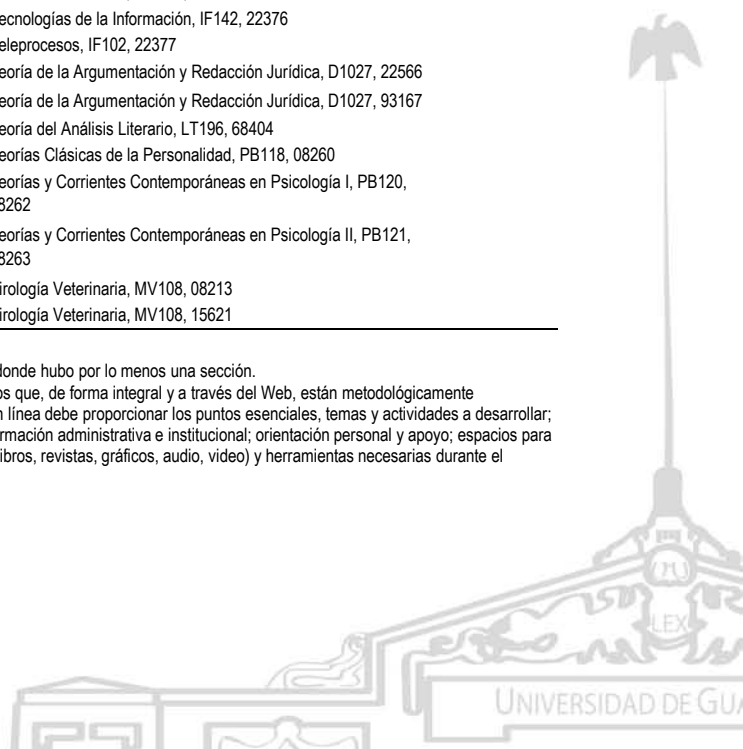 ecnologías de la Información, IF142, 22376
eleprocesos, IF102, 22377
eoría de la Argumentación y Redacción Jurídica, D1027, 22566
eoría de la Argumentación y Redacción Jurídica, D1027, 93167
eoría del Análisis Literario, LT196, 68404
eorías Clásicas de la Personalidad, PB118, 08260
eorías y Corrientes Contemporáneas en Psicología I, PB120,
8262
eorías y Corrientes Contemporáneas en Psicología II, PB121,
8263
irología Veterinaria, MV108, 08213
irología Veterinaria, MV108, 15621
donde hubo por lo menos una sección.
os que, de forma integral y a través del Web, están metodológicamente
n línea debe proporcionar los puntos esenciales, temas y actividades a desarrollar;
rmación administrativa e institucional; orientación personal y apoyo; espacios para
ibros, revistas, gráficos, audio, video) y herramientas necesarias durante el
LEX
UNIVERSIDAD DE GUA